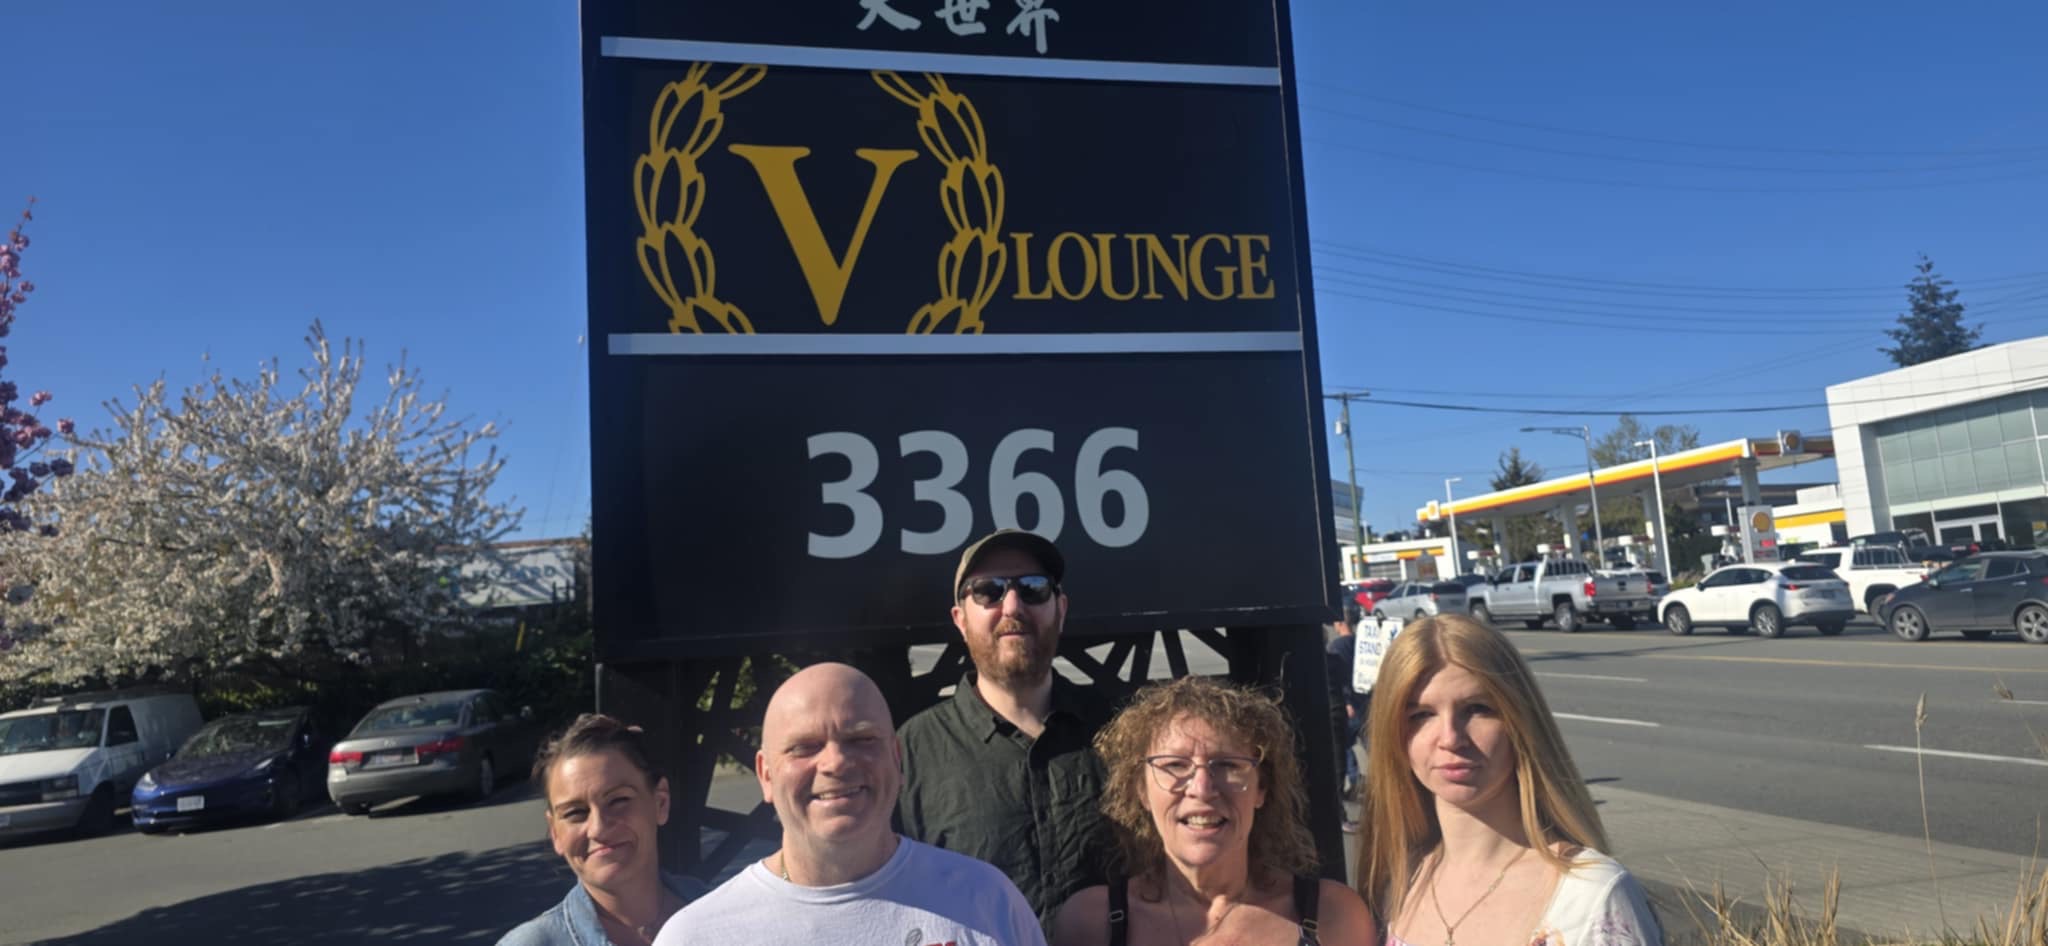 大世界
V
LOUNGE
3366
TAXI
STAND